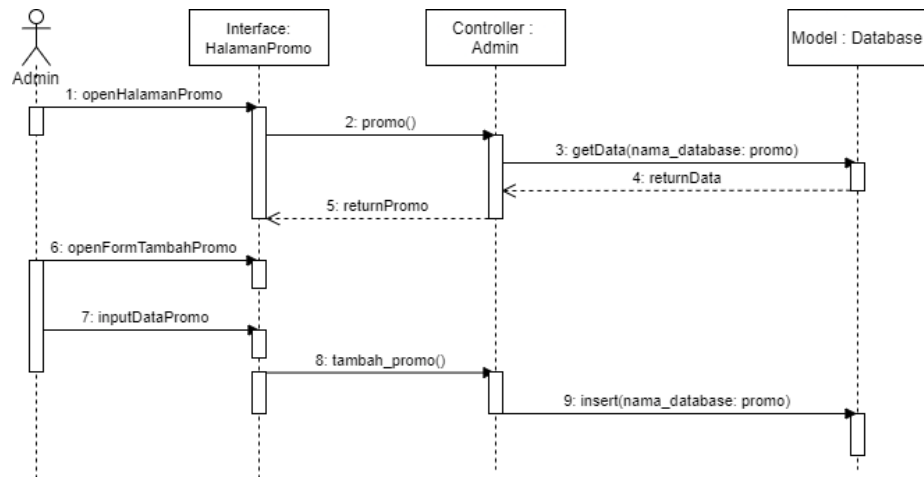 Admin
Interface:
HalamanPromo
Controller :
Admin
Model : Database
1: openHalamanPromo
2: promo()
3: getData(nama_database: promo)
4: returnData
5: returnPromo
6: openFormTambahPromo
7: inputDataPromo
8: tambah_promo()
9: insert(nama_database: promo)